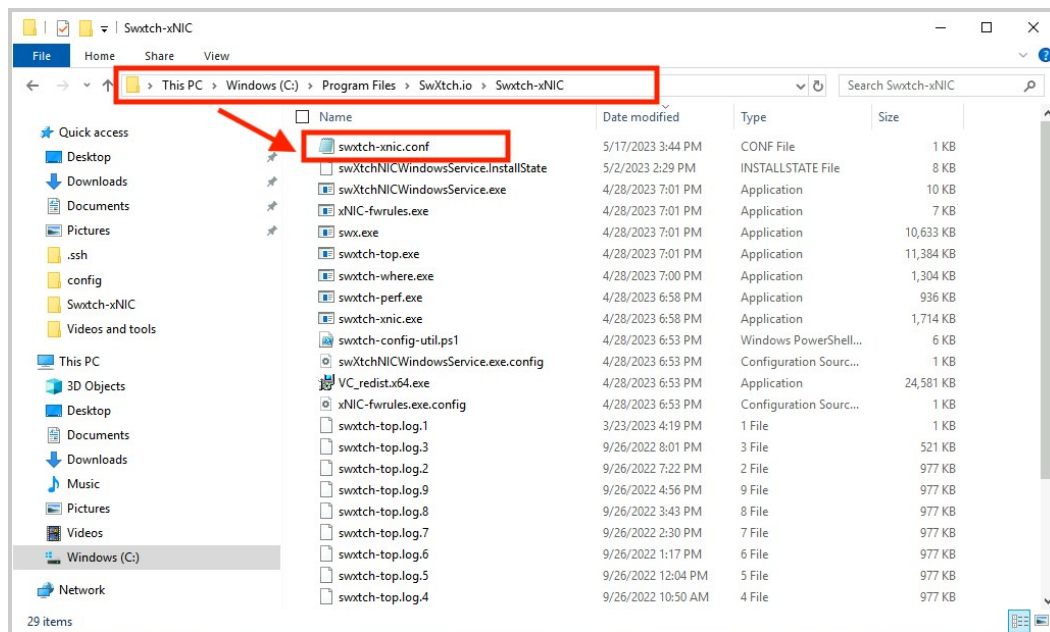 Swxtch-xNIC
File Home Share View
This PC > Windows (C:) > Program Files > SwXtch.io > Swxtch-xNIC
Search Swxtch-xNIC
Quick access
Desktop
Downloads
Documents
Pictures
.ssh
config
Swxtch-xNIC
Videos and tools
This PC
3D Objects
Desktop
Documents
Downloads
Music
Pictures
Videos
Windows (C:)
Network
Name Date modified Type Size
swxtch-xnic.conf 5/17/2023 3:44 PM CONF File 1 KB
swXtchNICWindowsService.InstallState 5/2/2023 2:29 PM INSTALLSTATE File 8 KB
swXtchNICWindowsService.exe 4/28/2023 7:01 PM Application 10 KB
xNIC-fwrules.exe 4/28/2023 7:01 PM Application 7 KB
swx.exe 4/28/2023 7:01 PM Application 10,633 KB
swxtch-top.exe 4/28/2023 7:01 PM Application 11,384 KB
swxtch-where.exe 4/28/2023 7:00 PM Application 1,304 KB
swxtch-perf.exe 4/28/2023 6:58 PM Application 936 KB
swxtch-xnic.exe 4/28/2023 6:58 PM Application 1,714 KB
swxtch-config-util.ps1 4/28/2023 6:53 PM Windows PowerShell... 6 KB
swXtchNICWindowsService.exe.config 4/28/2023 6:53 PM Configuration Sourc... 1 KB
VC_redist.x64.exe 4/28/2023 6:53 PM Application 24,581 KB
xNIC-fwrules.exe.config 4/28/2023 6:53 PM Configuration Sourc... 1 KB
swxtch-top.log.1 3/23/2023 4:19 PM 1 File 1 KB
swxtch-top.log.3 9/26/2022 8:01 PM 3 File 521 KB
swxtch-top.log.2 9/26/2022 7:22 PM 2 File 977 KB
swxtch-top.log.9 9/26/2022 4:56 PM 9 File 977 KB
swxtch-top.log.8 9/26/2022 3:43 PM 8 File 977 KB
swxtch-top.log.7 9/26/2022 2:30 PM 7 File 977 KB
swxtch-top.log.6 9/26/2022 1:17 PM 6 File 977 KB
swxtch-top.log.5 9/26/2022 12:04 PM 5 File 977 KB
swxtch-top.log.4 9/26/2022 10:50 AM 4 File 977 KB
29 items